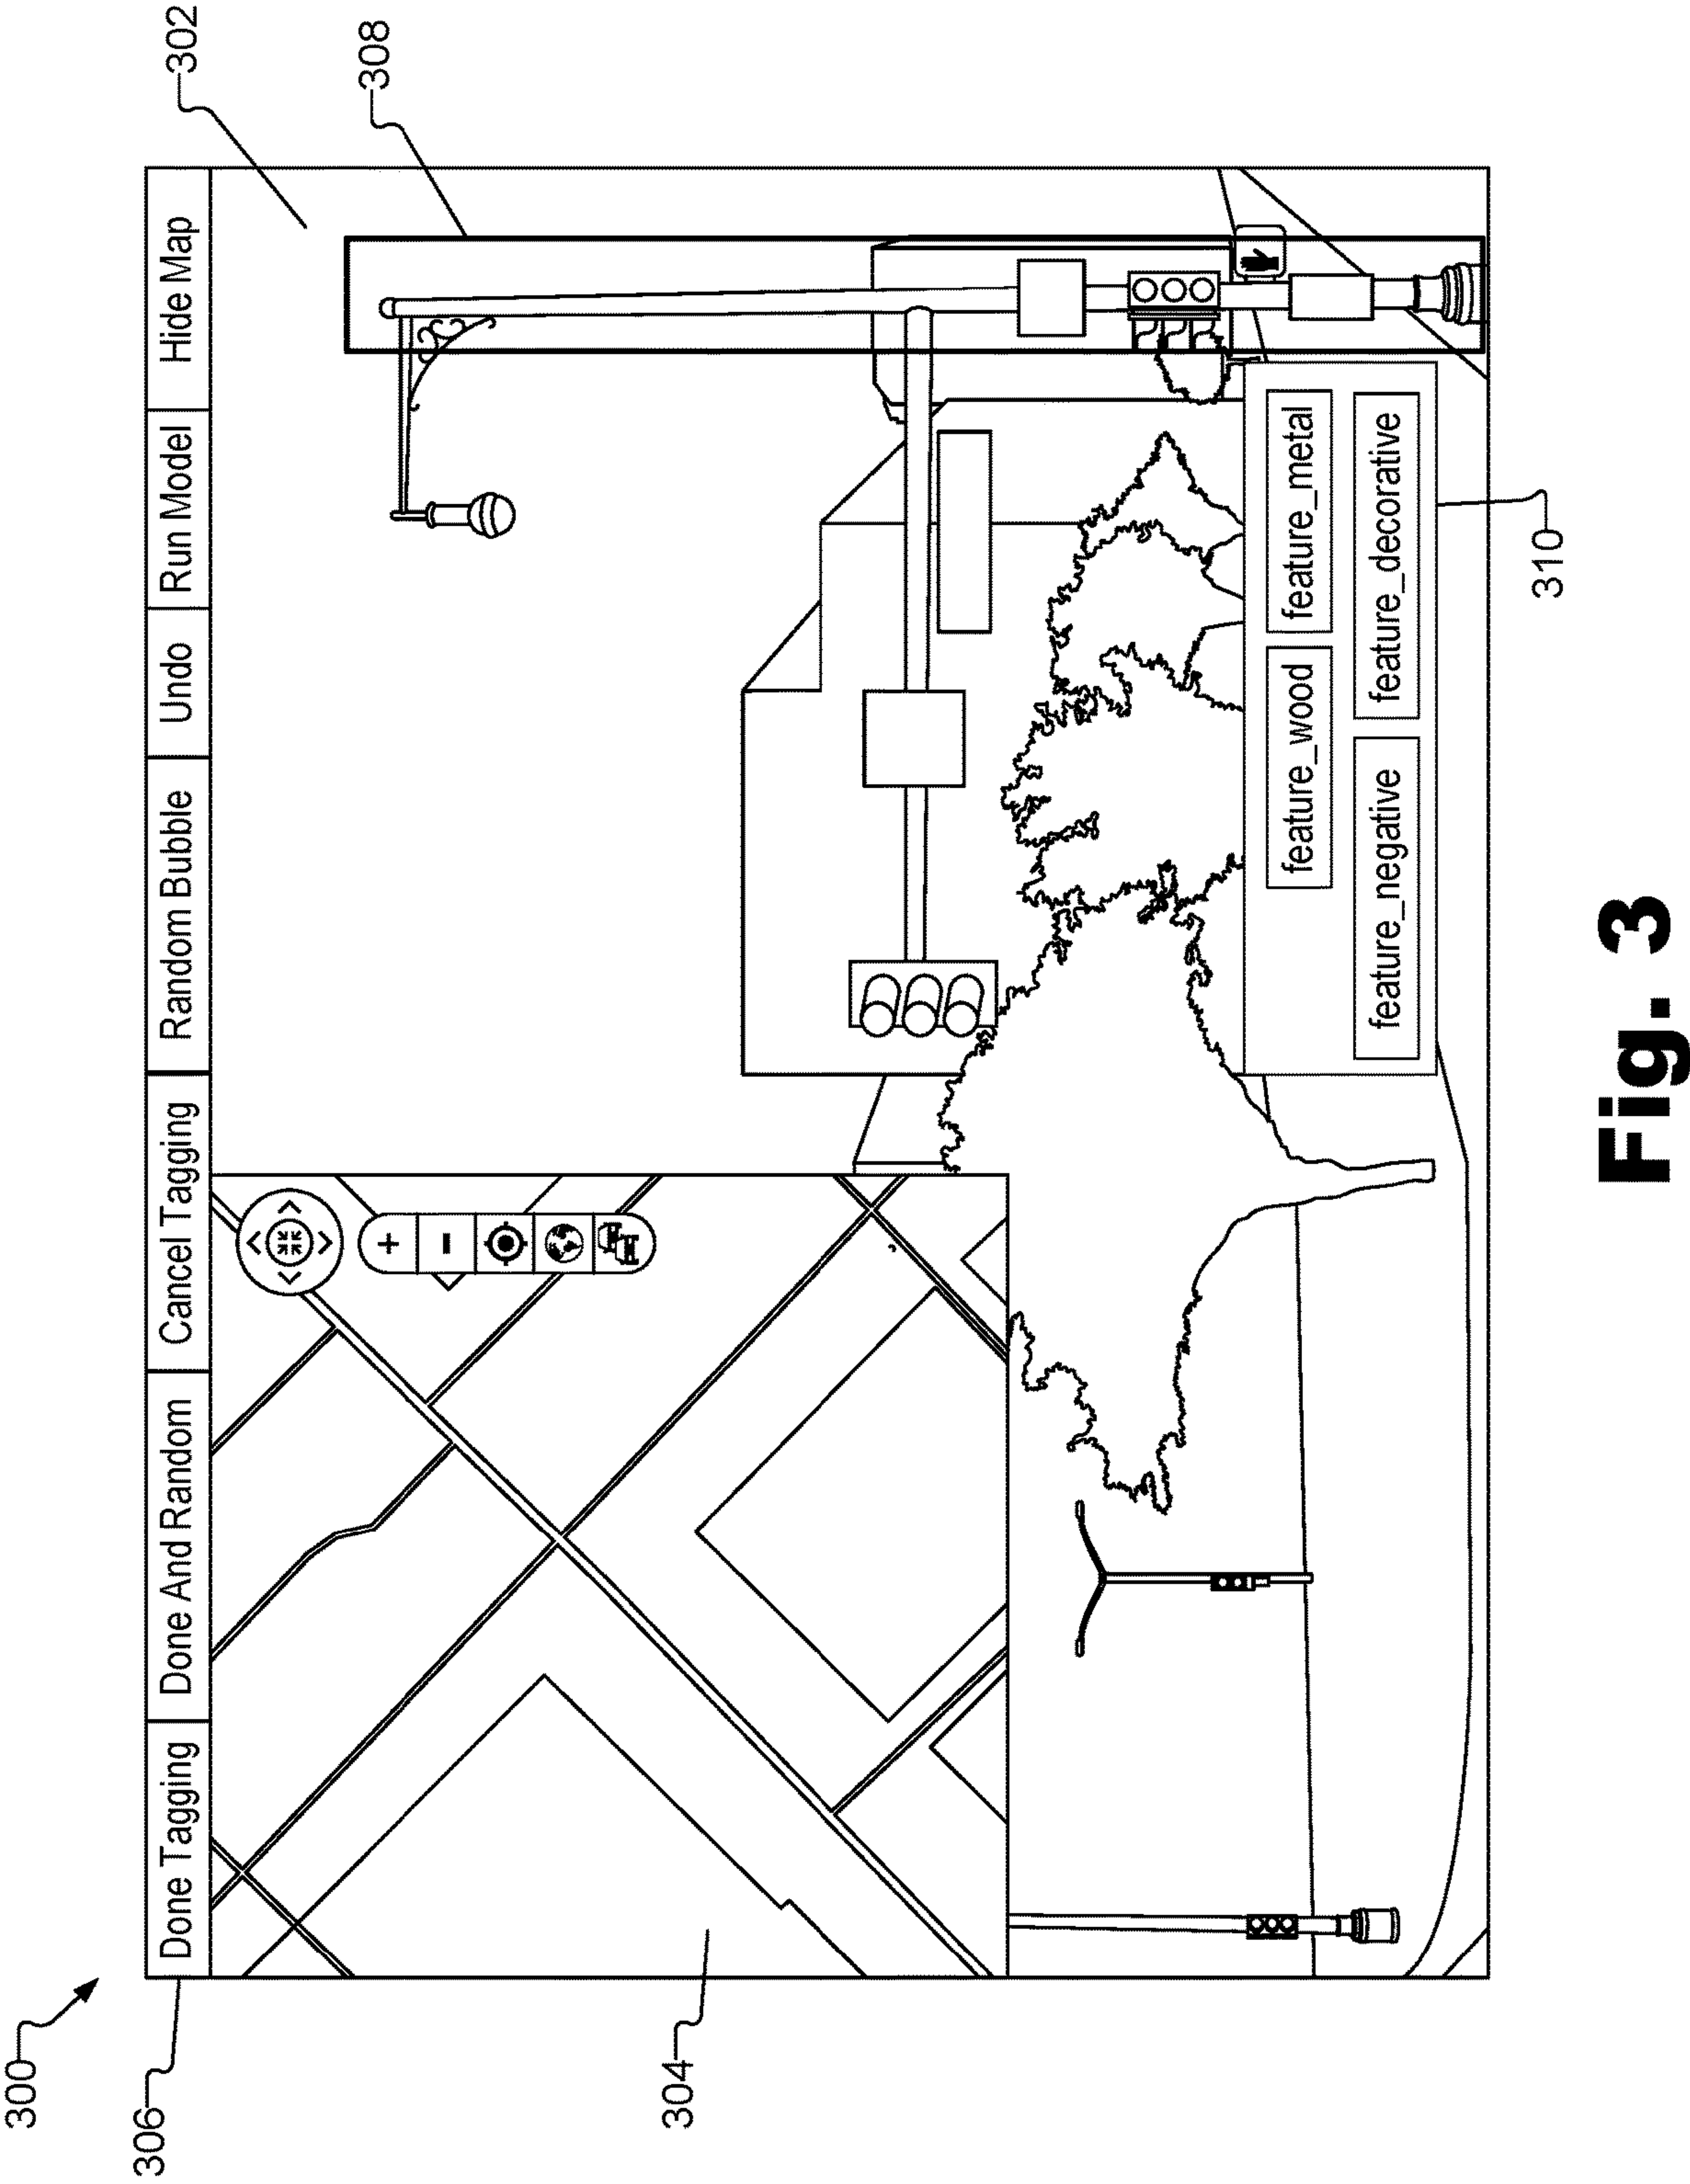 300
306
Done Tagging
Done And Random
Cancel Tagging
Random Bubble
Undo
Run Model
Hide Map
302
308
304
+
-
feature_wood
feature_metal
feature_negative
feature_decorative
310
Fig. 3